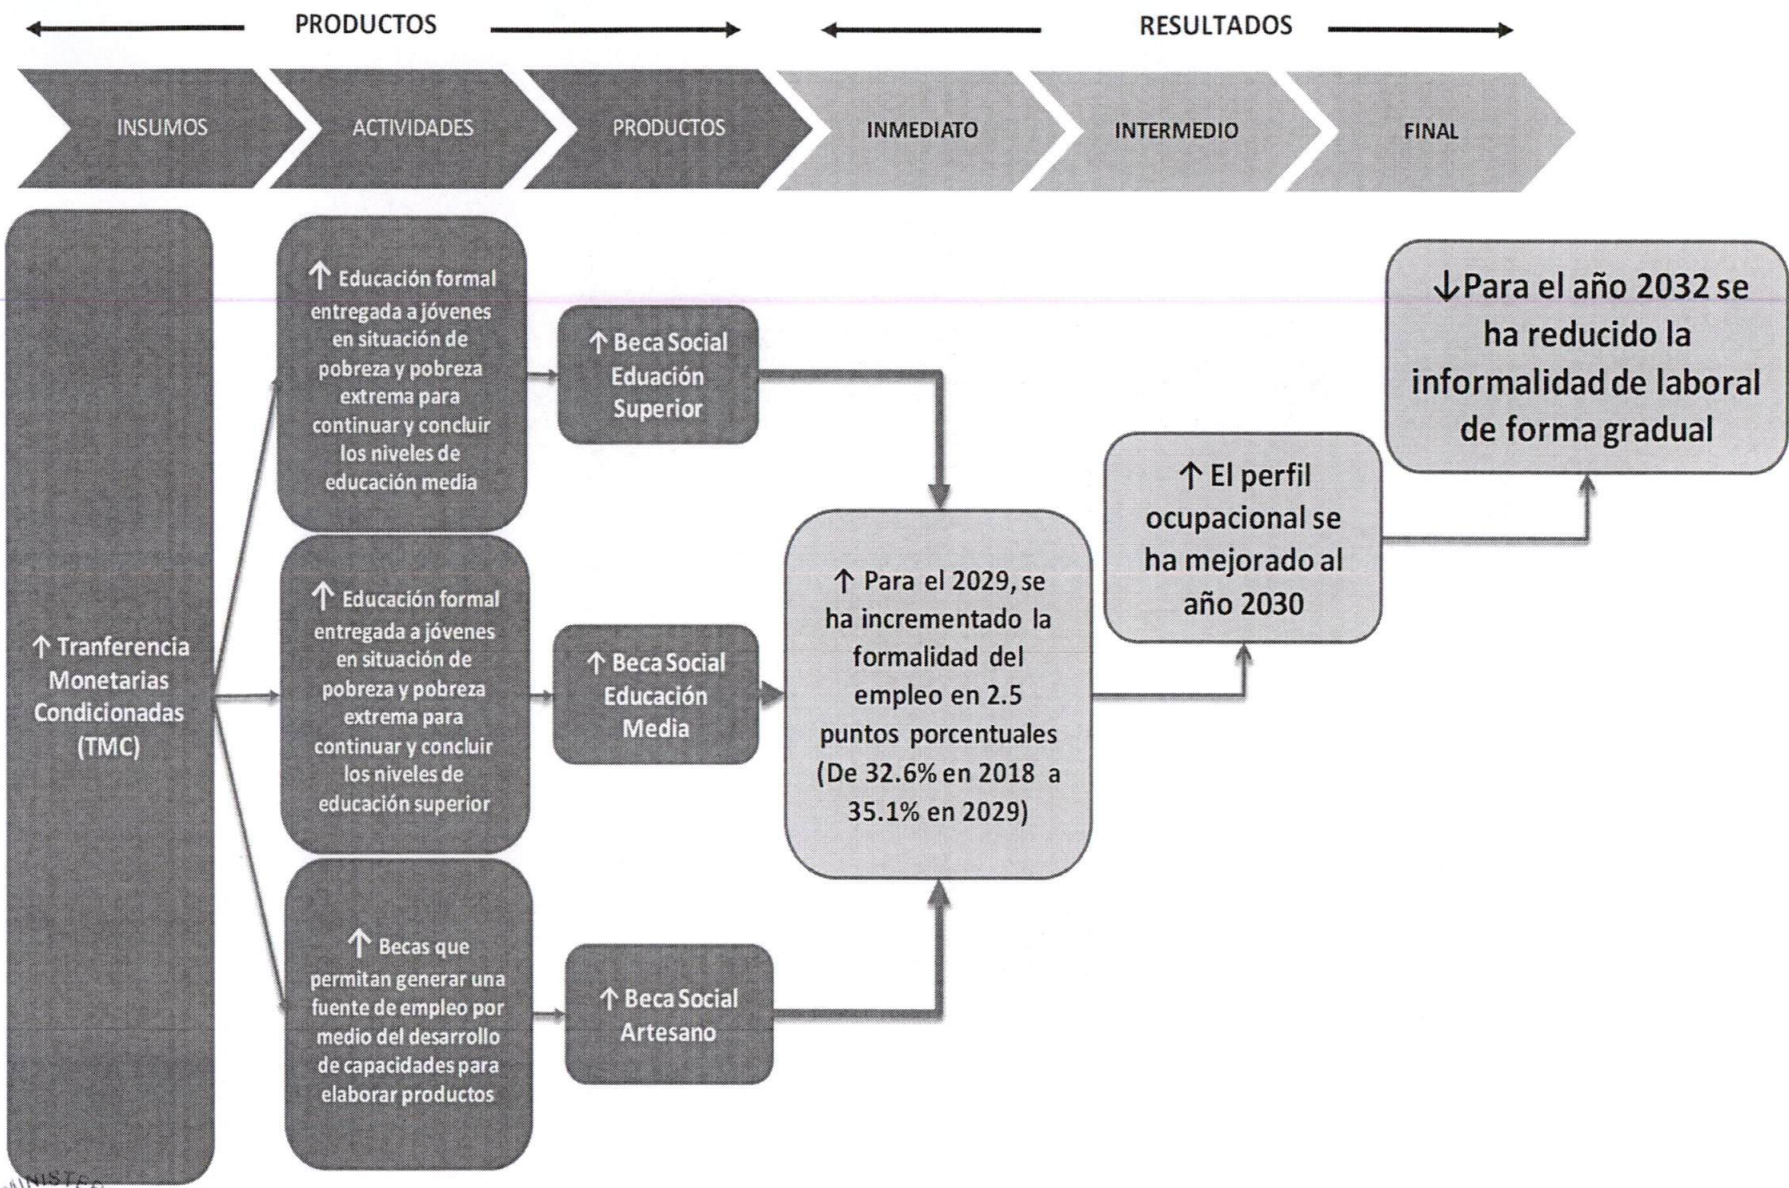 PRODUCTOS
RESULTADOS
INSUMOS
ACTIVIDADES
PRODUCTOS
INMEDIATO
INTERMEDIO
FINAL
↑ Tranferencia
Monetarias
Condicionadas
(TMC)
↑ Educación formal
entregada a jóvenes
en situación de
pobreza y pobreza
extrema para
continuar y concluir
los niveles de
educación media
↑ Educación formal
entregada a jóvenes
en situación de
pobreza y pobreza
extrema para
continuar y concluir
los niveles de
educación superior
↑ Becas que
permitan generar una
fuente de empleo por
medio del desarrollo
de capacidades para
elaborar productos
↑ Beca Social
Eduación
Superior
↑ Beca Social
Educación
Media
↑ Beca Social
Artesano
↑ Para el 2029, se
ha incrementado la
formalidad del
empleo en 2.5
puntos porcentuales
(De 32.6% en 2018 a
35.1% en 2029)
↑ El perfil
ocupacional se
ha mejorado al
año 2030
↓Para el año 2032 se
ha reducido la
informalidad de laboral
de forma gradual